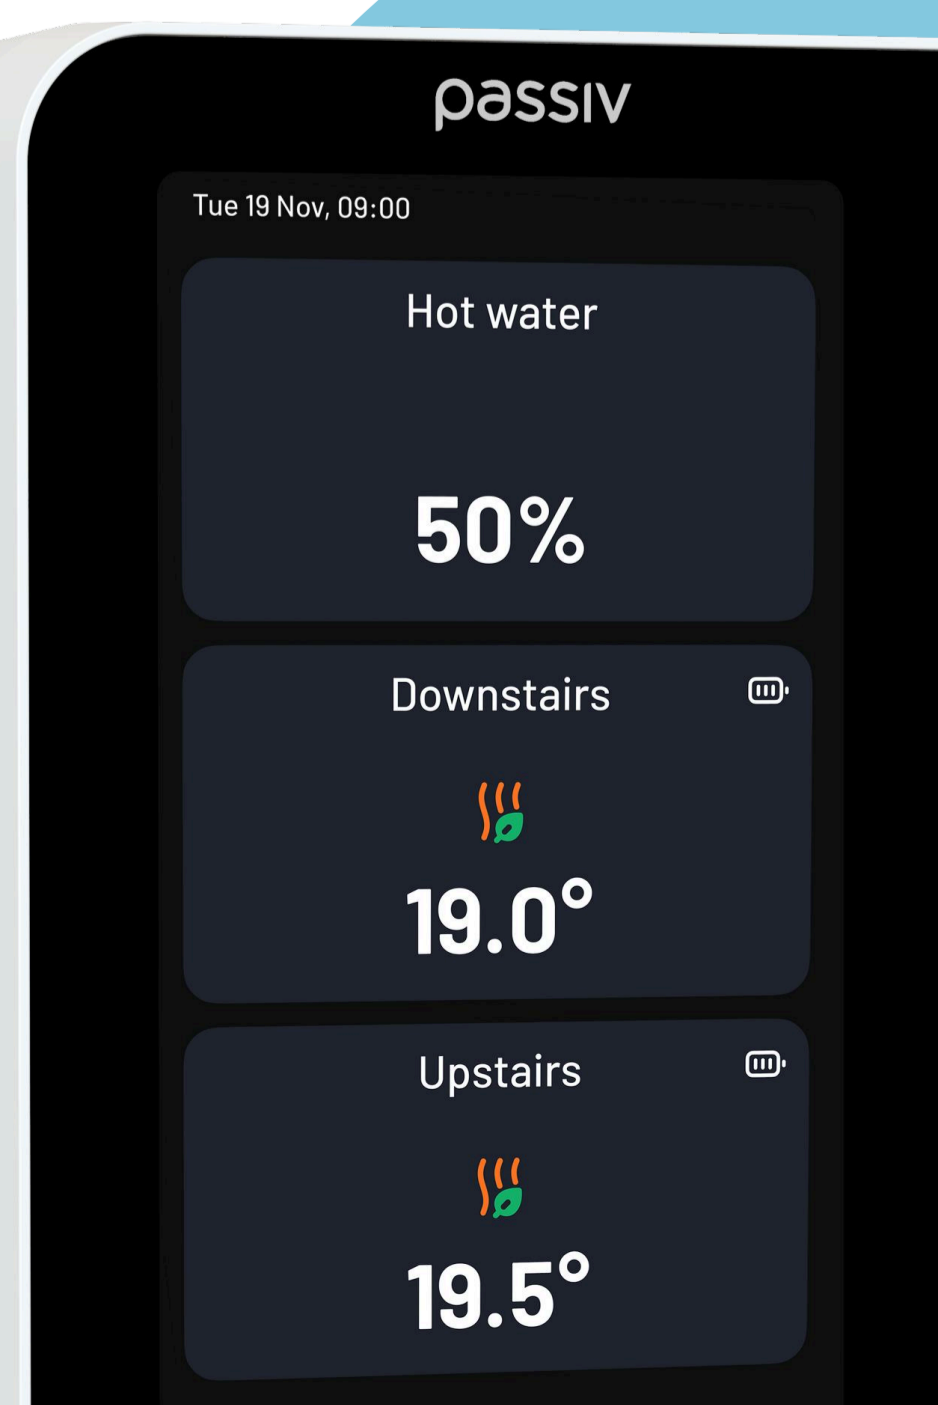 passiv
Tue 19 Nov, 09:00
Hot water
50%
Downstairs
19.0°
Upstairs
19.5°